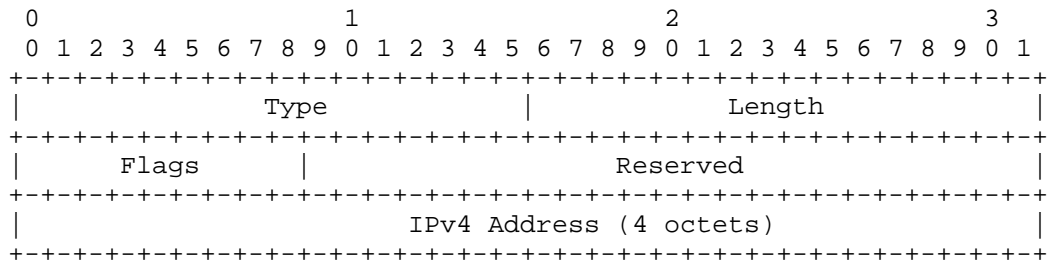 0                   1                   2                   3
 0 1 2 3 4 5 6 7 8 9 0 1 2 3 4 5 6 7 8 9 0 1 2 3 4 5 6 7 8 9 0 1
+-+-+-+-+-+-+-+-+-+-+-+-+-+-+-+-+-+-+-+-+-+-+-+-+-+-+-+-+-+-+-+-+
|               Type            |            Length             |
+-+-+-+-+-+-+-+-+-+-+-+-+-+-+-+-+-+-+-+-+-+-+-+-+-+-+-+-+-+-+-+-+
|      Flags      |                   Reserved                  |
+-+-+-+-+-+-+-+-+-+-+-+-+-+-+-+-+-+-+-+-+-+-+-+-+-+-+-+-+-+-+-+-+
|                        IPv4 Address (4 octets)                |
+-+-+-+-+-+-+-+-+-+-+-+-+-+-+-+-+-+-+-+-+-+-+-+-+-+-+-+-+-+-+-+-+